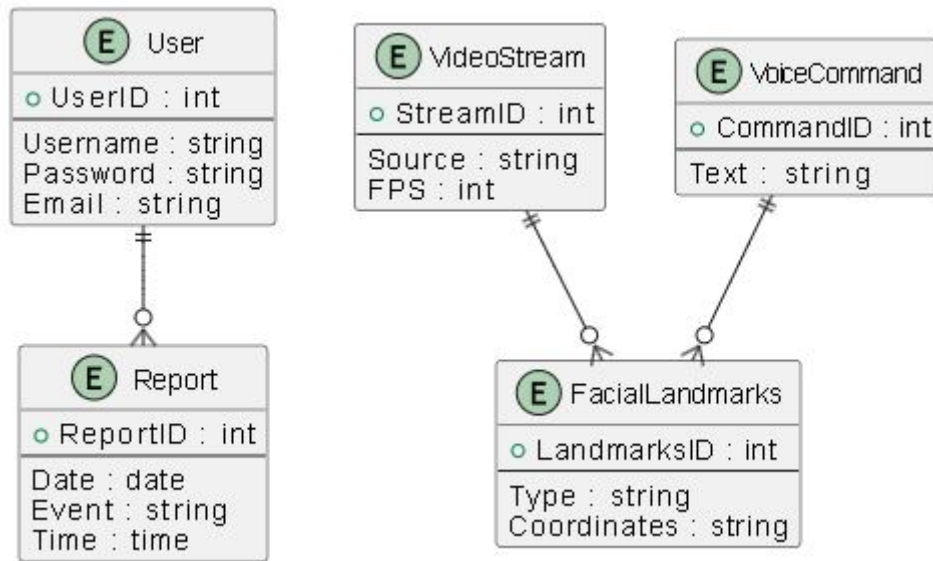 E User
UserID : int
Username : string
Password : string
Email : string
E VideoStream
StreamID : int
Source : string
FPS : int
E VoiceCommand
CommandID : int
Text : string
E Report
ReportID : int
Date : date
Event : string
Time : time
E FacialLandmarks
LandmarksID : int
Type : string
Coordinates : string